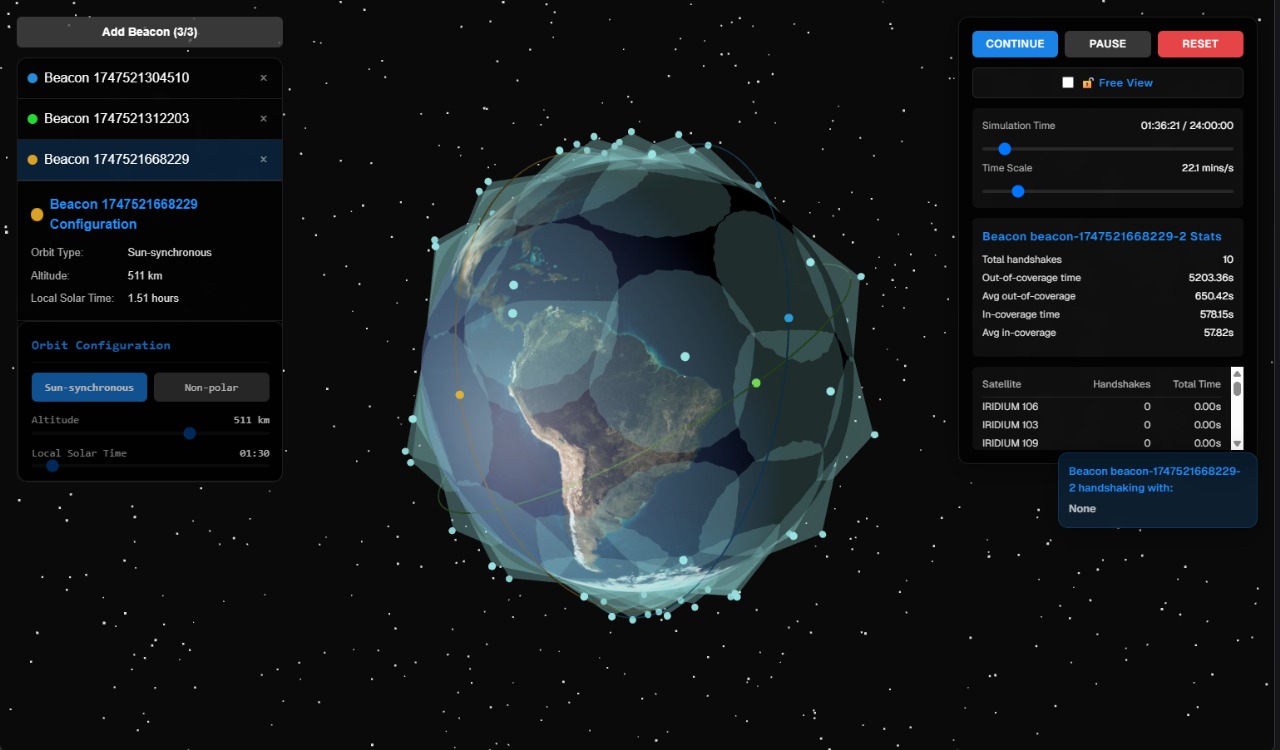 Add Beacon (3/3)
Beacon 1747521304510 ×
Beacon 1747521312203 ×
Beacon 1747521668229 ×
Beacon 1747521668229
Configuration
Orbit Type: Sun-synchronous
Altitude: 511 km
Local Solar Time: 1.51 hours
Orbit Configuration
Sun-synchronous Non-polar
Altitude 511 km
Local Solar Time 01:30
CONTINUE PAUSE RESET
Free View
Simulation Time 01:36:21 / 24:00:00
Time Scale 22.1 mins/s
Beacon beacon-1747521668229-2 Stats
Total handshakes 10
Out-of-coverage time 5203.36s
Avg out-of-coverage 650.42s
In-coverage time 578.15s
Avg in-coverage 57.82s
Satellite Handshakes Total Time
IRIDIUM 106 0 0.00s
IRIDIUM 103 0 0.00s
IRIDIUM 109 0 0.00s
Beacon beacon-1747521668229-
2 handshaking with:
None